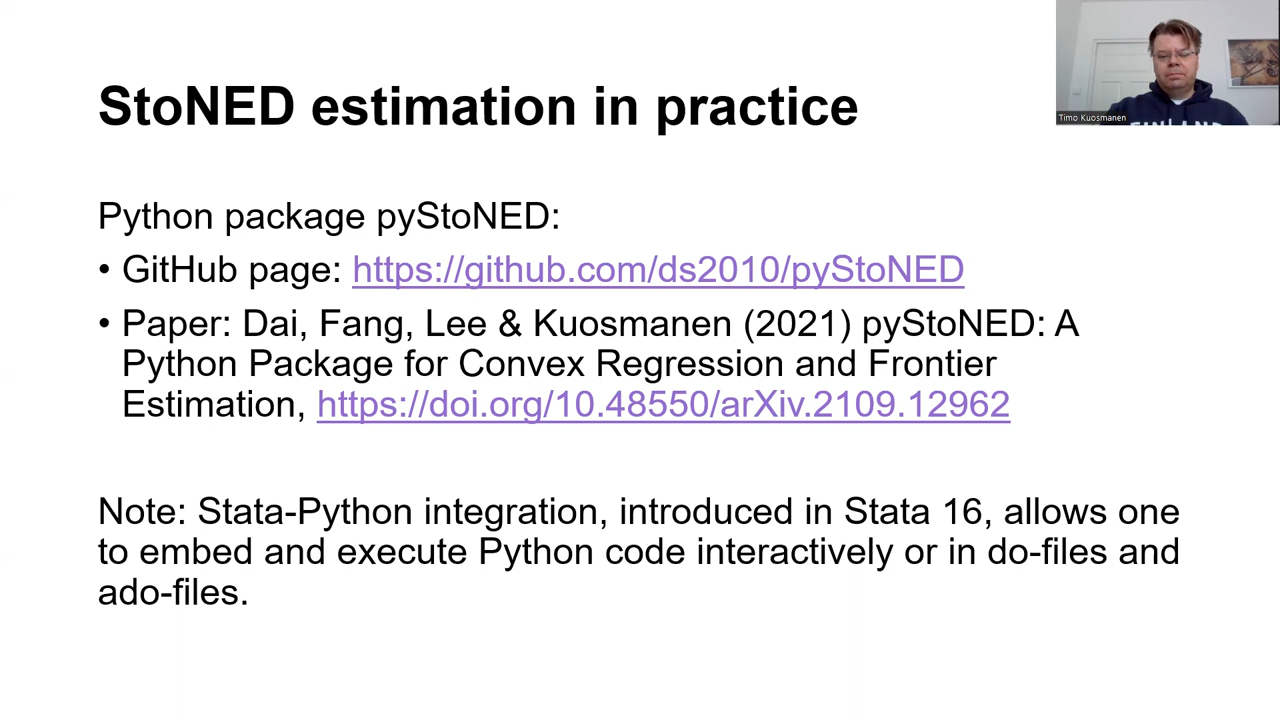 StoNED estimation in practice
Timo Kuosmanen
FINLAND
Python package pyStoNED:
• GitHub page: https://github.com/ds2010/pyStoNED
• Paper: Dai, Fang, Lee & Kuosmanen (2021) pyStoNED: A
Python Package for Convex Regression and Frontier
Estimation, https://doi.org/10.48550/arXiv.2109.12962
Note: Stata-Python integration, introduced in Stata 16, allows one
to embed and execute Python code interactively or in do-files and
ado-files.